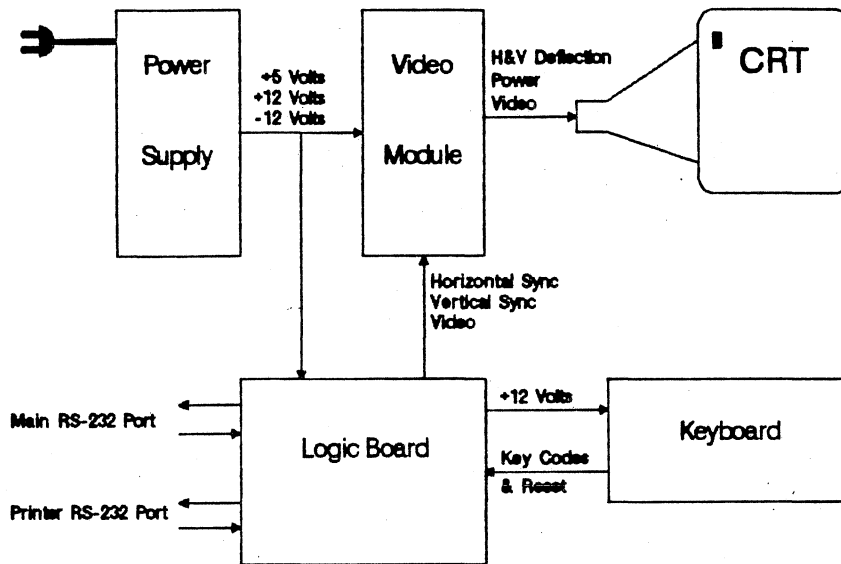 Power
Supply
+5 Volts
+12 Volts
-12 Volts
Video
Module
H&V Deflection
Power
Video
CRT
Horizontal Sync
Vertical Sync
Video
Main RS-232 Port
Printer RS-232 Port
Logic Board
+12 Volts
Key Codes
& Reset
Keyboard